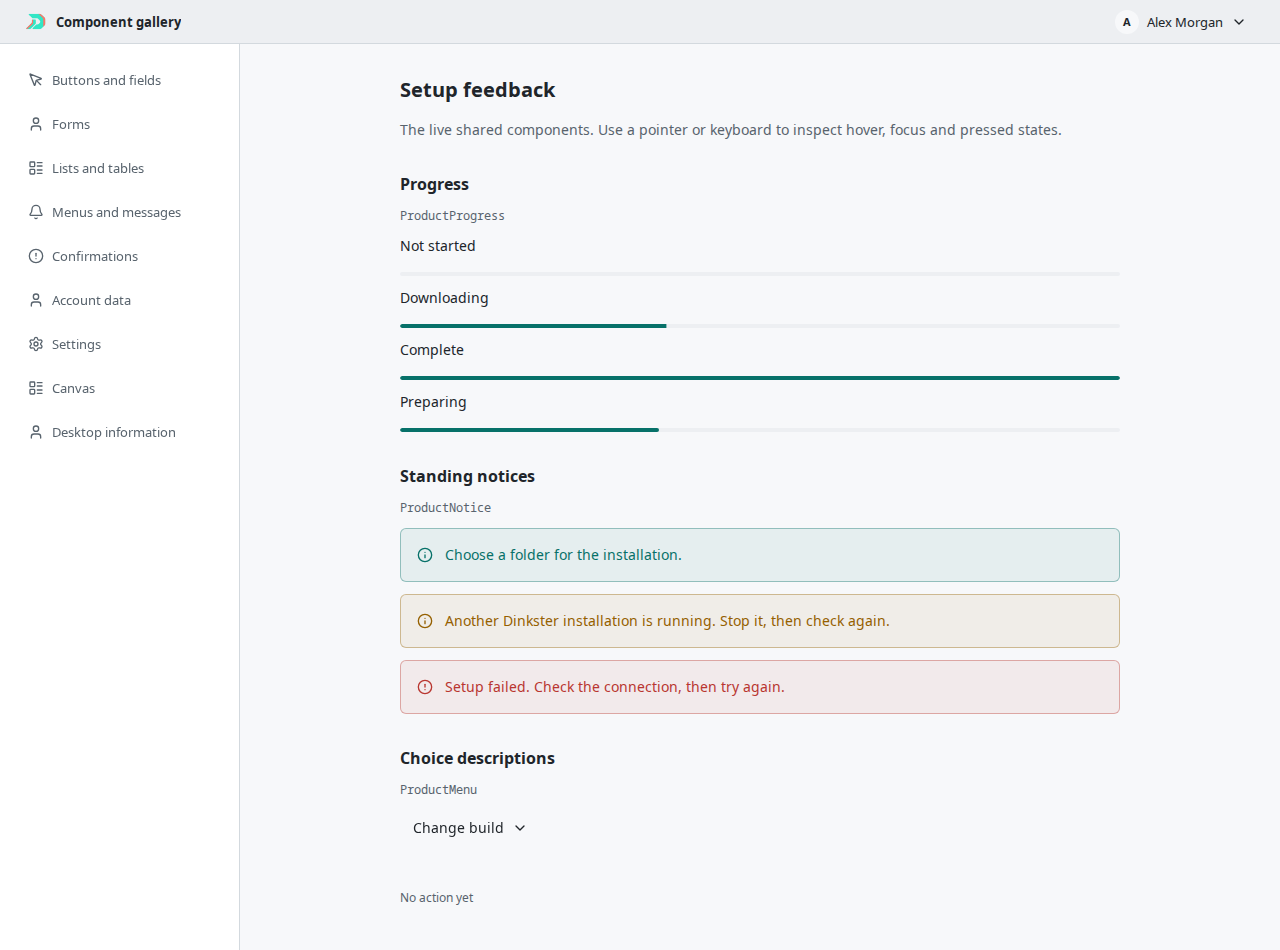 Component gallery
A
Alex Morgan
Buttons and fields
Forms
Lists and tables
Menus and messages
Confirmations
Account data
Settings
Canvas
Desktop information
Setup feedback
The live shared components. Use a pointer or keyboard to inspect hover, focus and pressed states.
Progress
ProductProgress
Not started
Downloading
Complete
Preparing
Standing notices
ProductNotice
Choose a folder for the installation.
Another Dinkster installation is running. Stop it, then check again.
Setup failed. Check the connection, then try again.
Choice descriptions
ProductMenu
Change build
No action yet